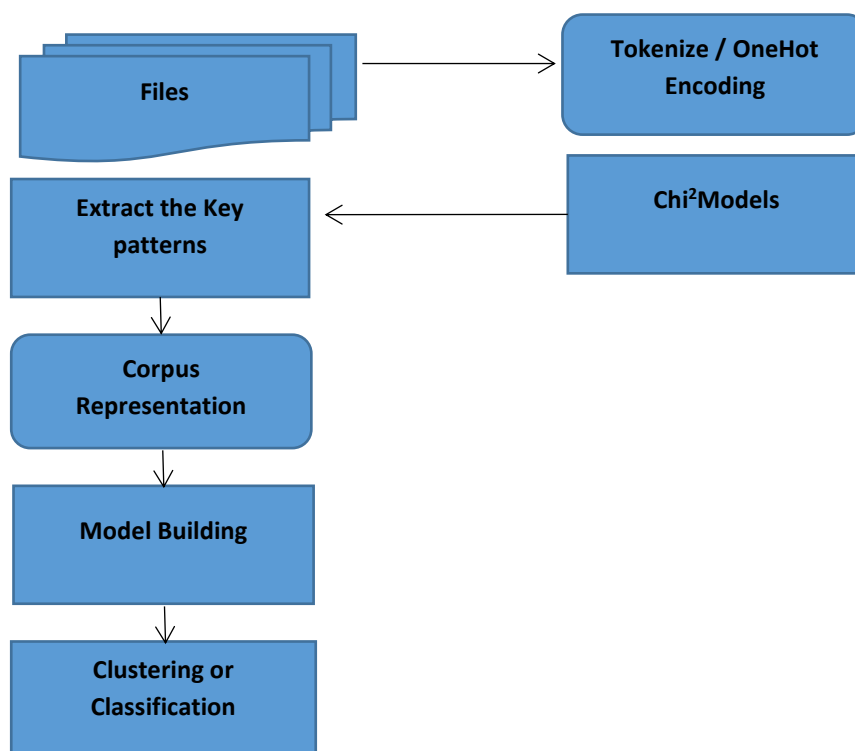 Files
Tokenize / OneHot
Encoding
Chi²Models
Extract the Key
patterns
Corpus
Representation
Model Building
Clustering or
Classification